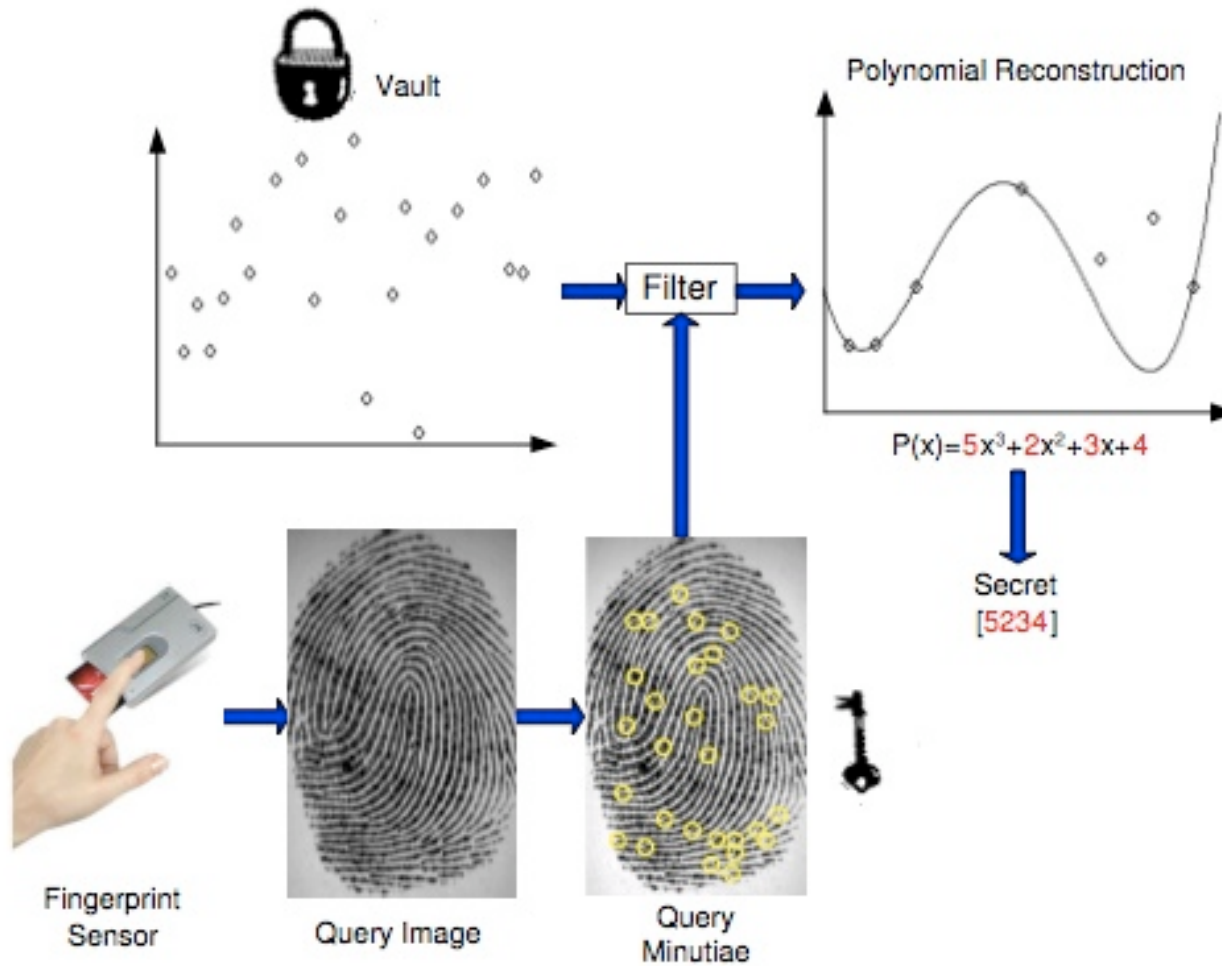 Vault
Polynomial Reconstruction
Filter
P(x)=5x³+2x²+3x+4
Secret
[5234]
Fingerprint
Sensor
Query Image
Query
Minutiae